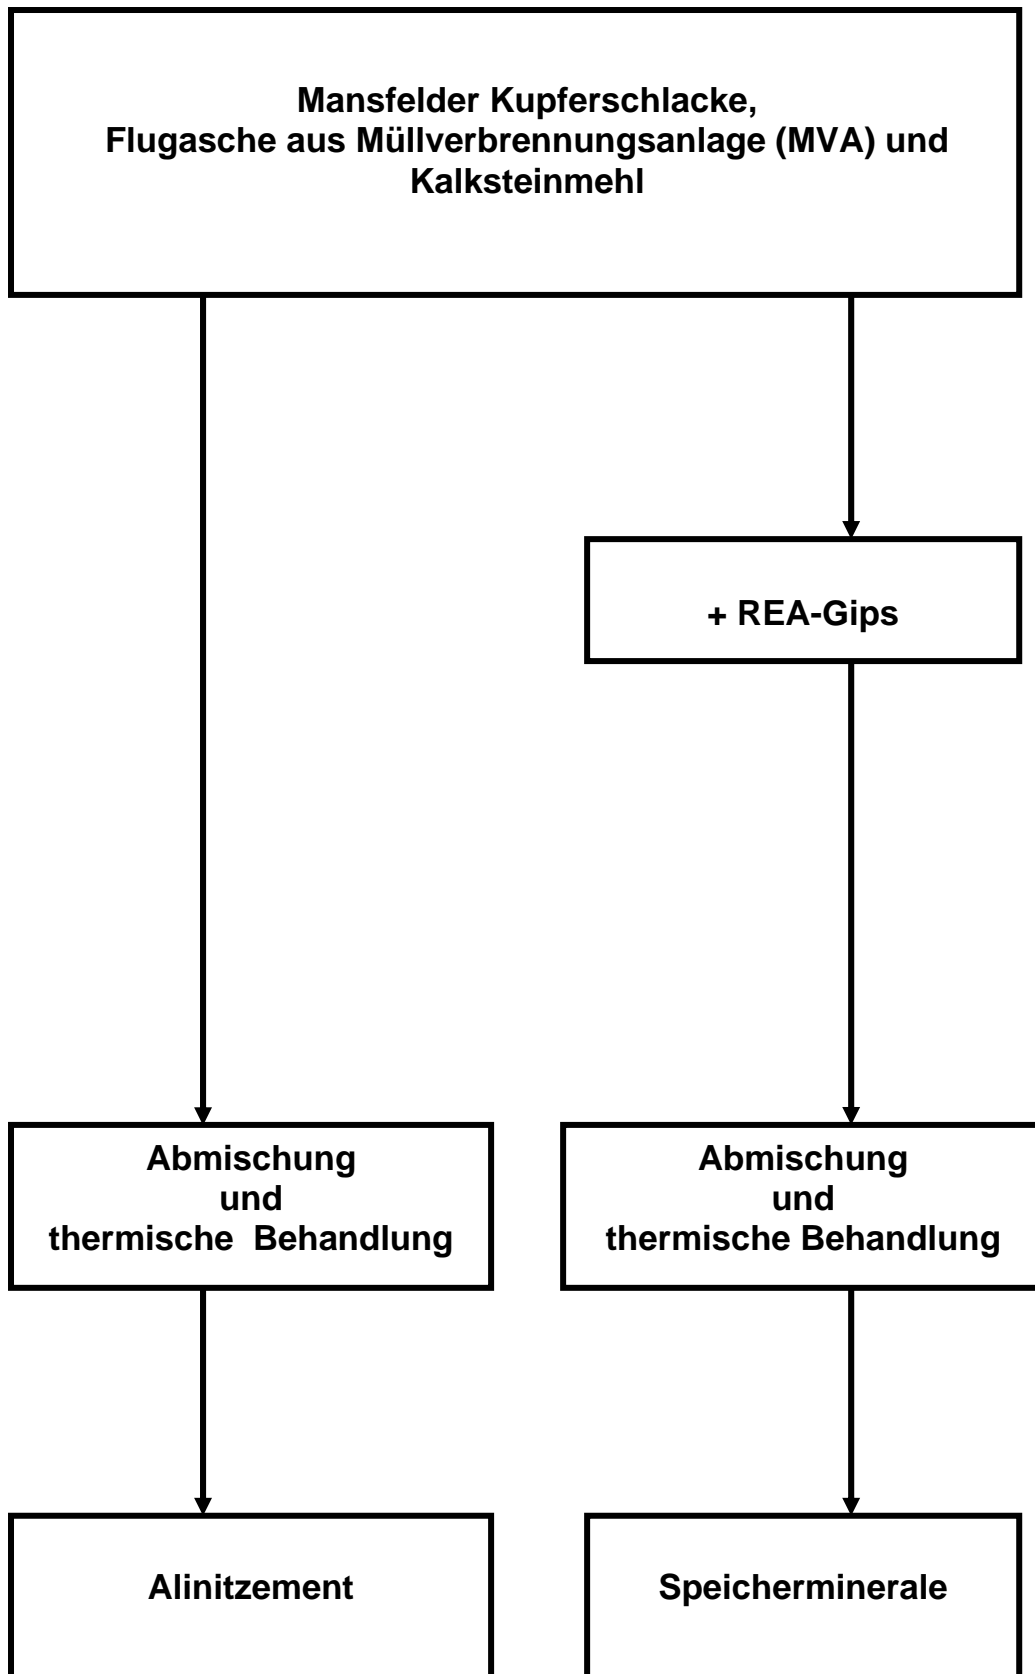 Mansfelder Kupferschlacke,
Flugasche aus Müllverbrennungsanlage (MVA) und
Kalksteinmehl
+ REA-Gips
Abmischung
und
thermische Behandlung
Abmischung
und
thermische Behandlung
Alinitzement
Speicherminerale